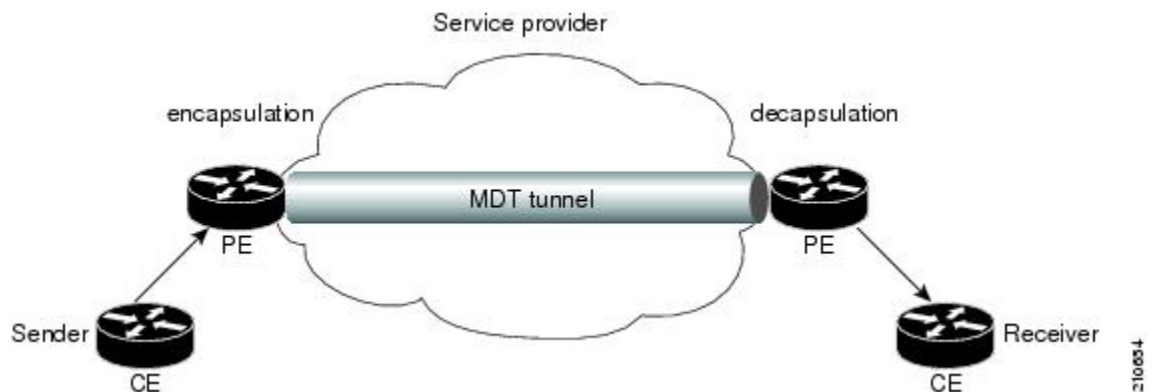 Service provider
encapsulation
decapsulation
MDT tunnel
PE
PE
Sender
Receiver
CE
CE
210654